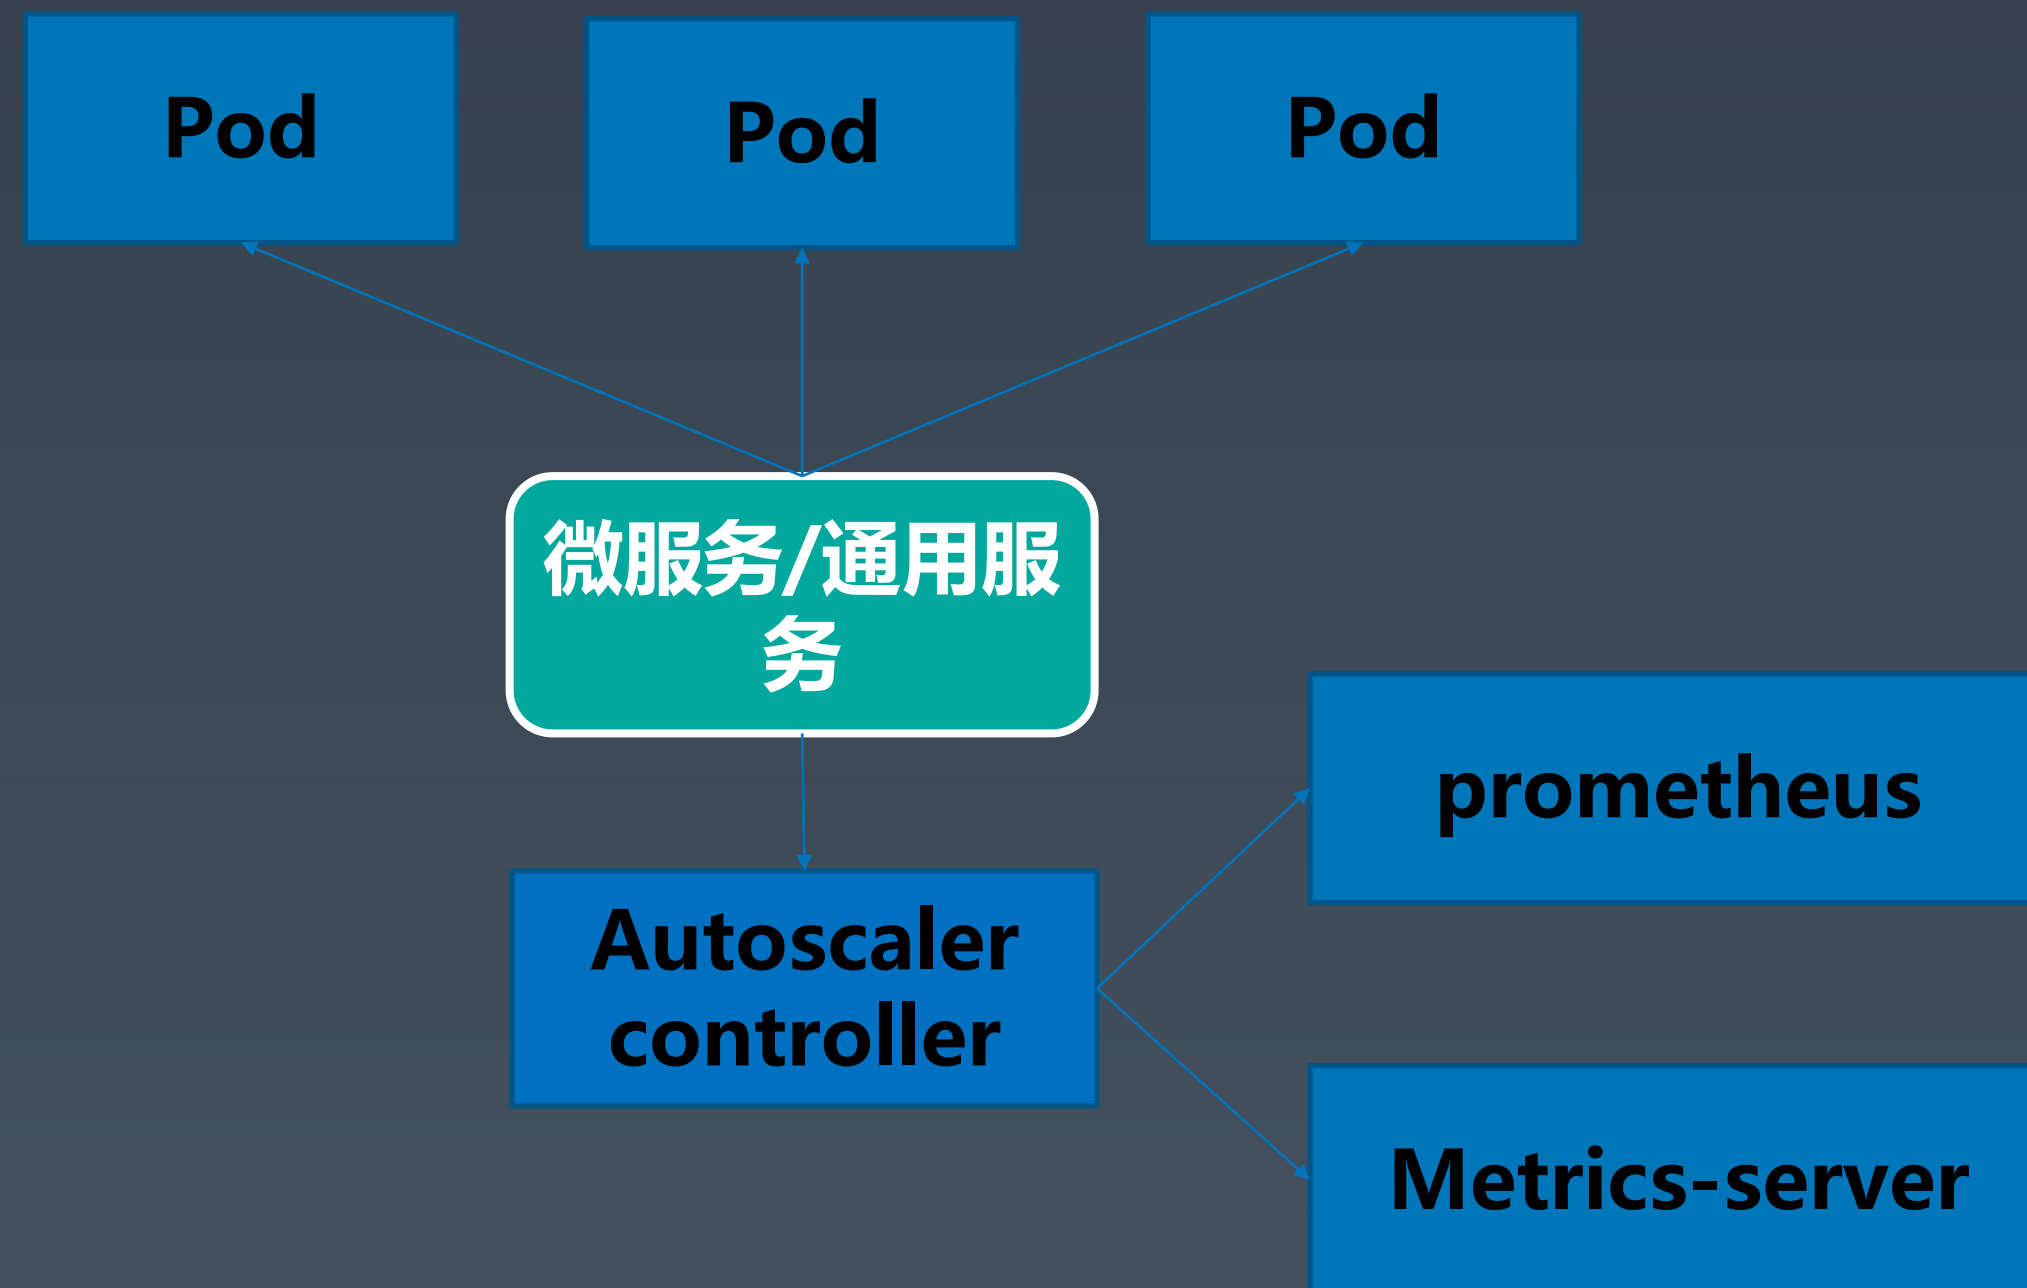 Pod
Pod
Pod
微服务/通用服
务
prometheus
Autoscaler
controller
Metrics-server